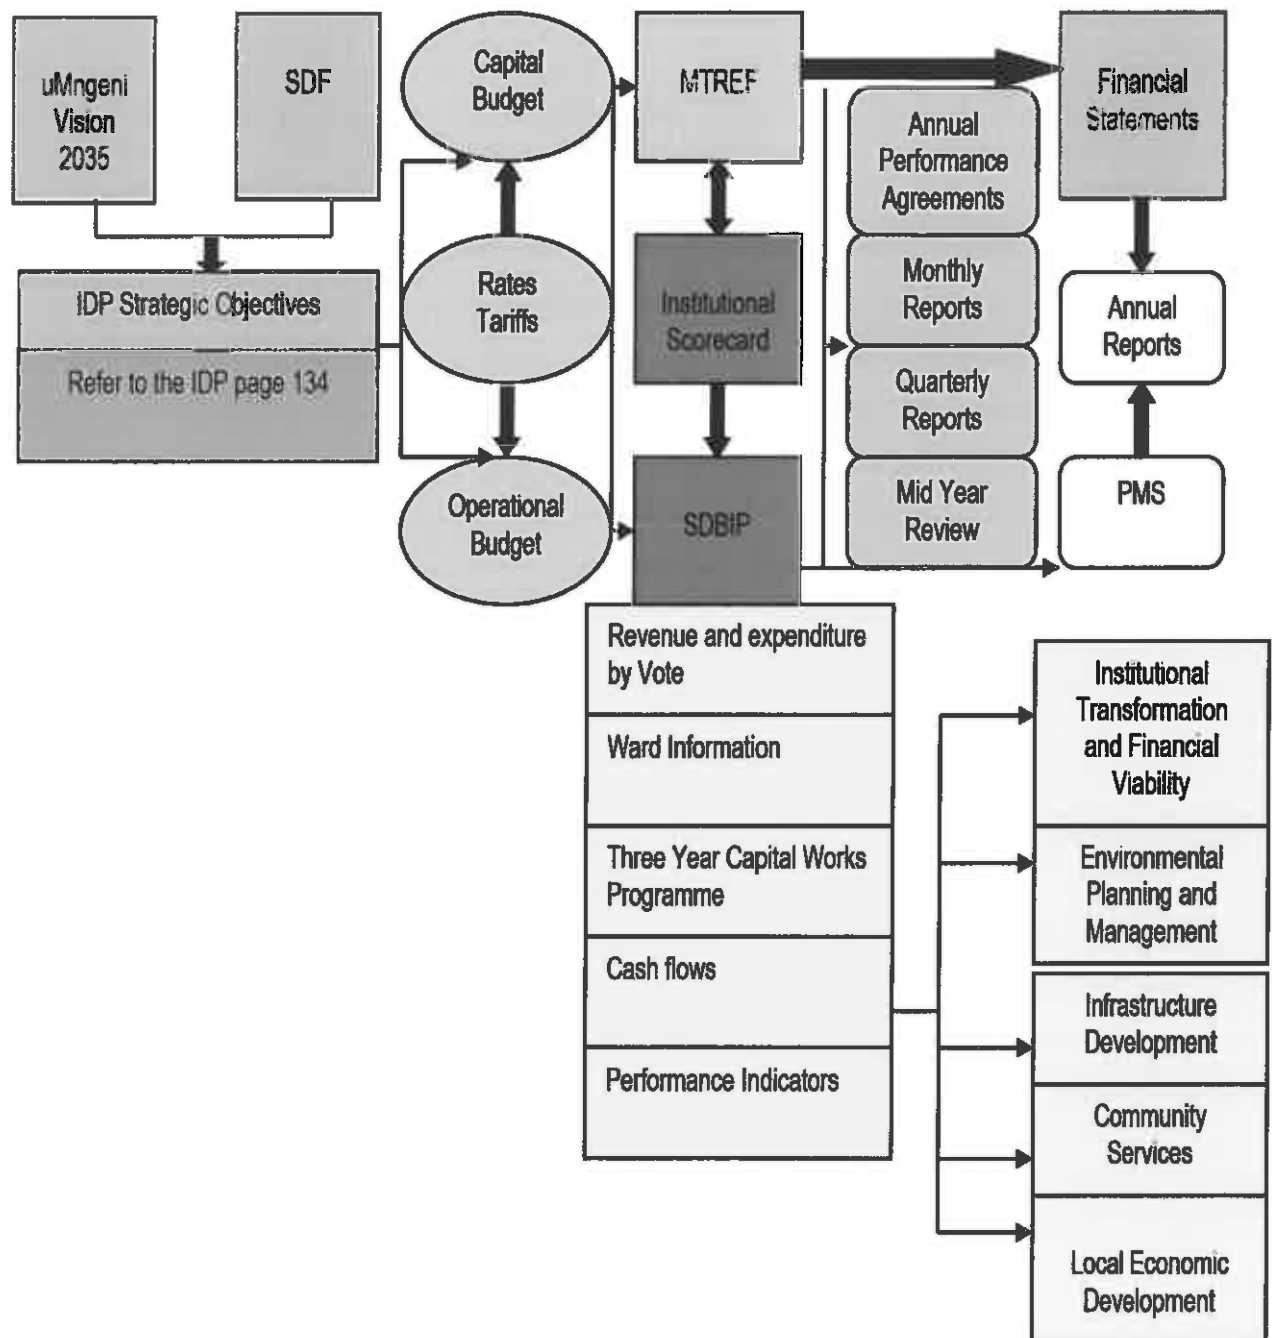 uMngeni
Vision
2035
SDF
IDP Strategic Objectives
Refer to the IDP page 134
Capital
Budget
Rates
Tariffs
Operational
Budget
MTREF
Institutional
Scorecard
SDBIP
Annual
Performance
Agreements
Monthly
Reports
Quarterly
Reports
Mid Year
Review
Financial
Statements
Annual
Reports
PMS
Revenue and expenditure
by Vote
Ward Information
Three Year Capital Works
Programme
Cash flows
Performance Indicators
Institutional
Transformation
and Financial
Viability
Environmental
Planning and
Management
Infrastructure
Development
Community
Services
Local Economic
Development